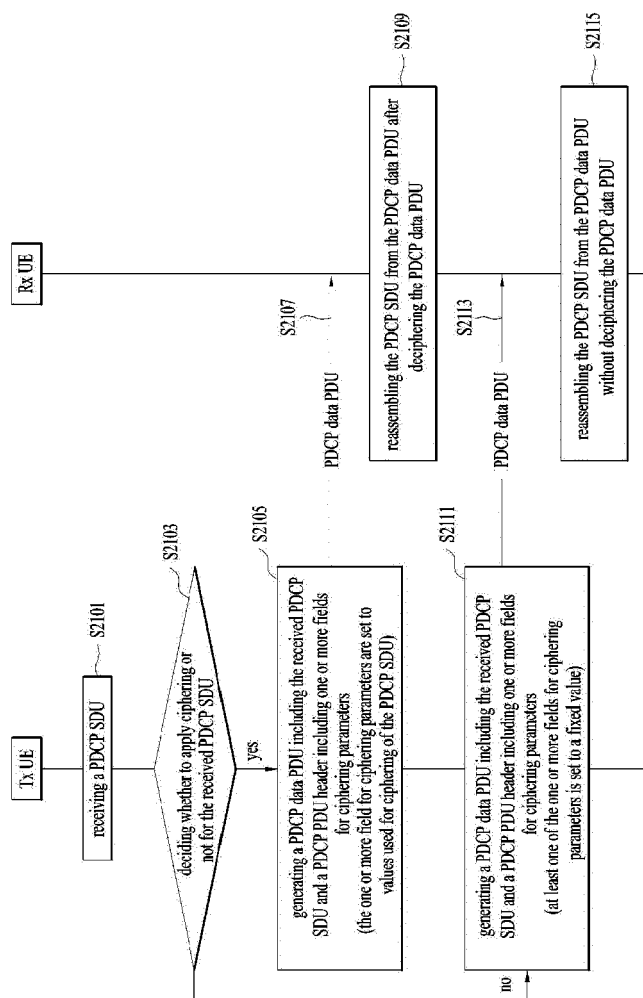 Tx UE
Rx UE
S2101
receiving a PDCP SDU
S2103
deciding whether to apply ciphering or
not for the received PDCP SDU
yes
S2105
generating a PDCP data PDU including the received PDCP
SDU and a PDCP PDU header including one or more fields
for ciphering parameters
(the one or more field for ciphering parameters are set to
values used for ciphering of the PDCP SDU)
PDCP data PDU
S2107
S2109
reassembling the PDCP SDU from the PDCP data PDU after
deciphering the PDCP data PDU
no
S2111
generating a PDCP data PDU including the received PDCP
SDU and a PDCP PDU header including one or more fields
for ciphering parameters
(at least one of the one or more fields for ciphering
parameters is set to a fixed value)
PDCP data PDU
S2113
S2115
reassembling the PDCP SDU from the PDCP data PDU
without deciphering the PDCP data PDU